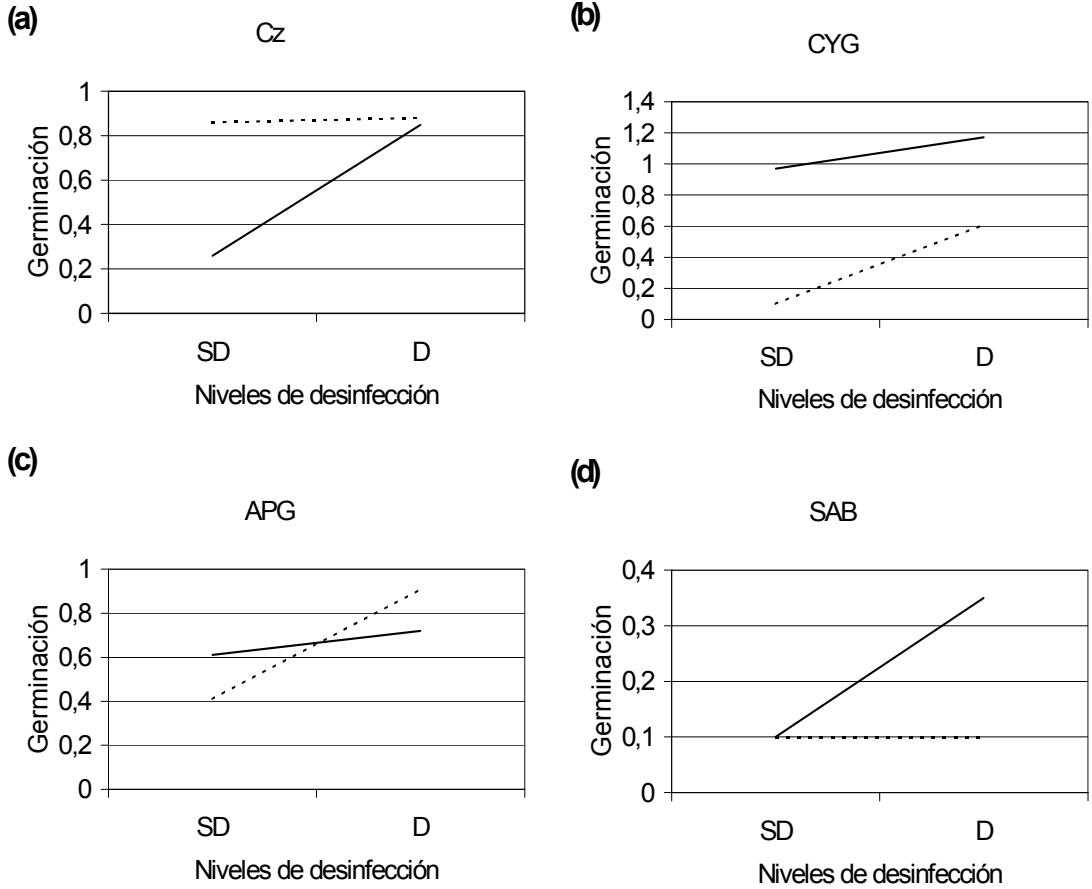 (a)
Cz
1
0,8
0,6
0,4
0,2
0
Germinación
SD D
Niveles de desinfección
(b)
CYG
1,4
1,2
1
0,8
0,6
0,4
0,2
0
Germinación
SD D
Niveles de desinfección
(c)
APG
1
0,8
0,6
0,4
0,2
0
Germinación
SD D
Niveles de desinfección
(d)
SAB
0,4
0,3
0,2
0,1
0
Germinación
SD D
Niveles de desinfección